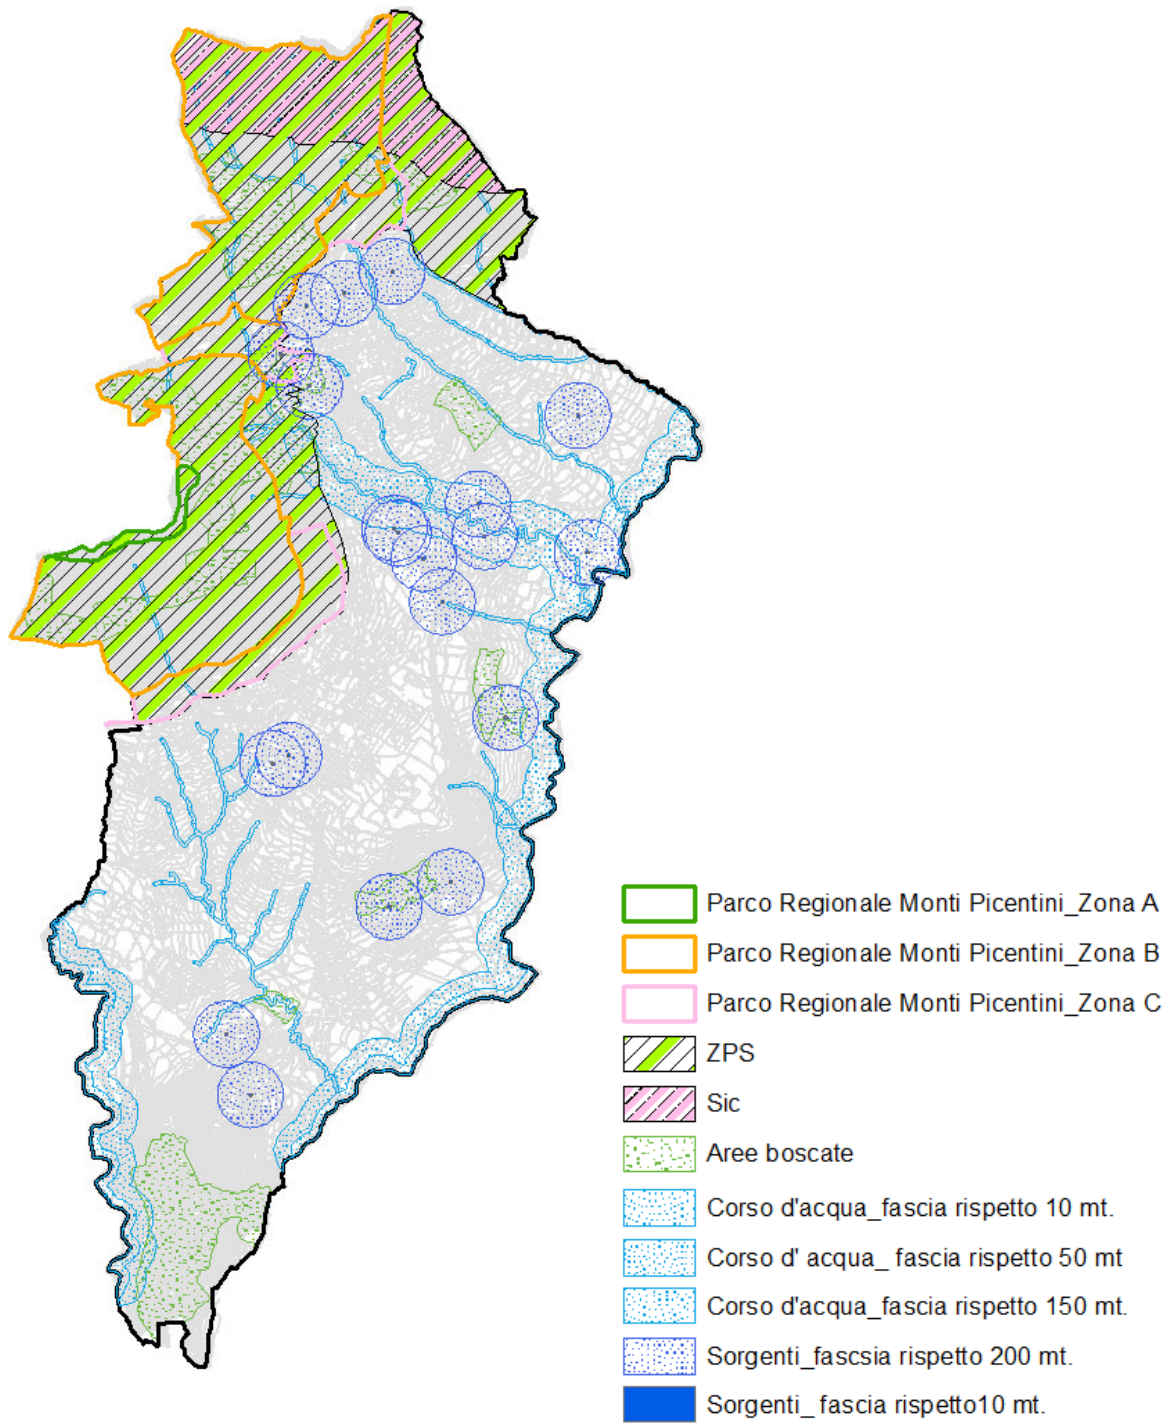 Parco Regionale Monti Picentini_Zona A
Parco Regionale Monti Picentini_Zona B
Parco Regionale Monti Picentini_Zona C
ZPS
Sic
Aree boscate
Corso d'acqua_fascia rispetto 10 mt.
Corso d' acqua_ fascia rispetto 50 mt
Corso d'acqua_fascia rispetto 150 mt.
Sorgenti_fascsia rispetto 200 mt.
Sorgenti_ fascia rispetto10 mt.